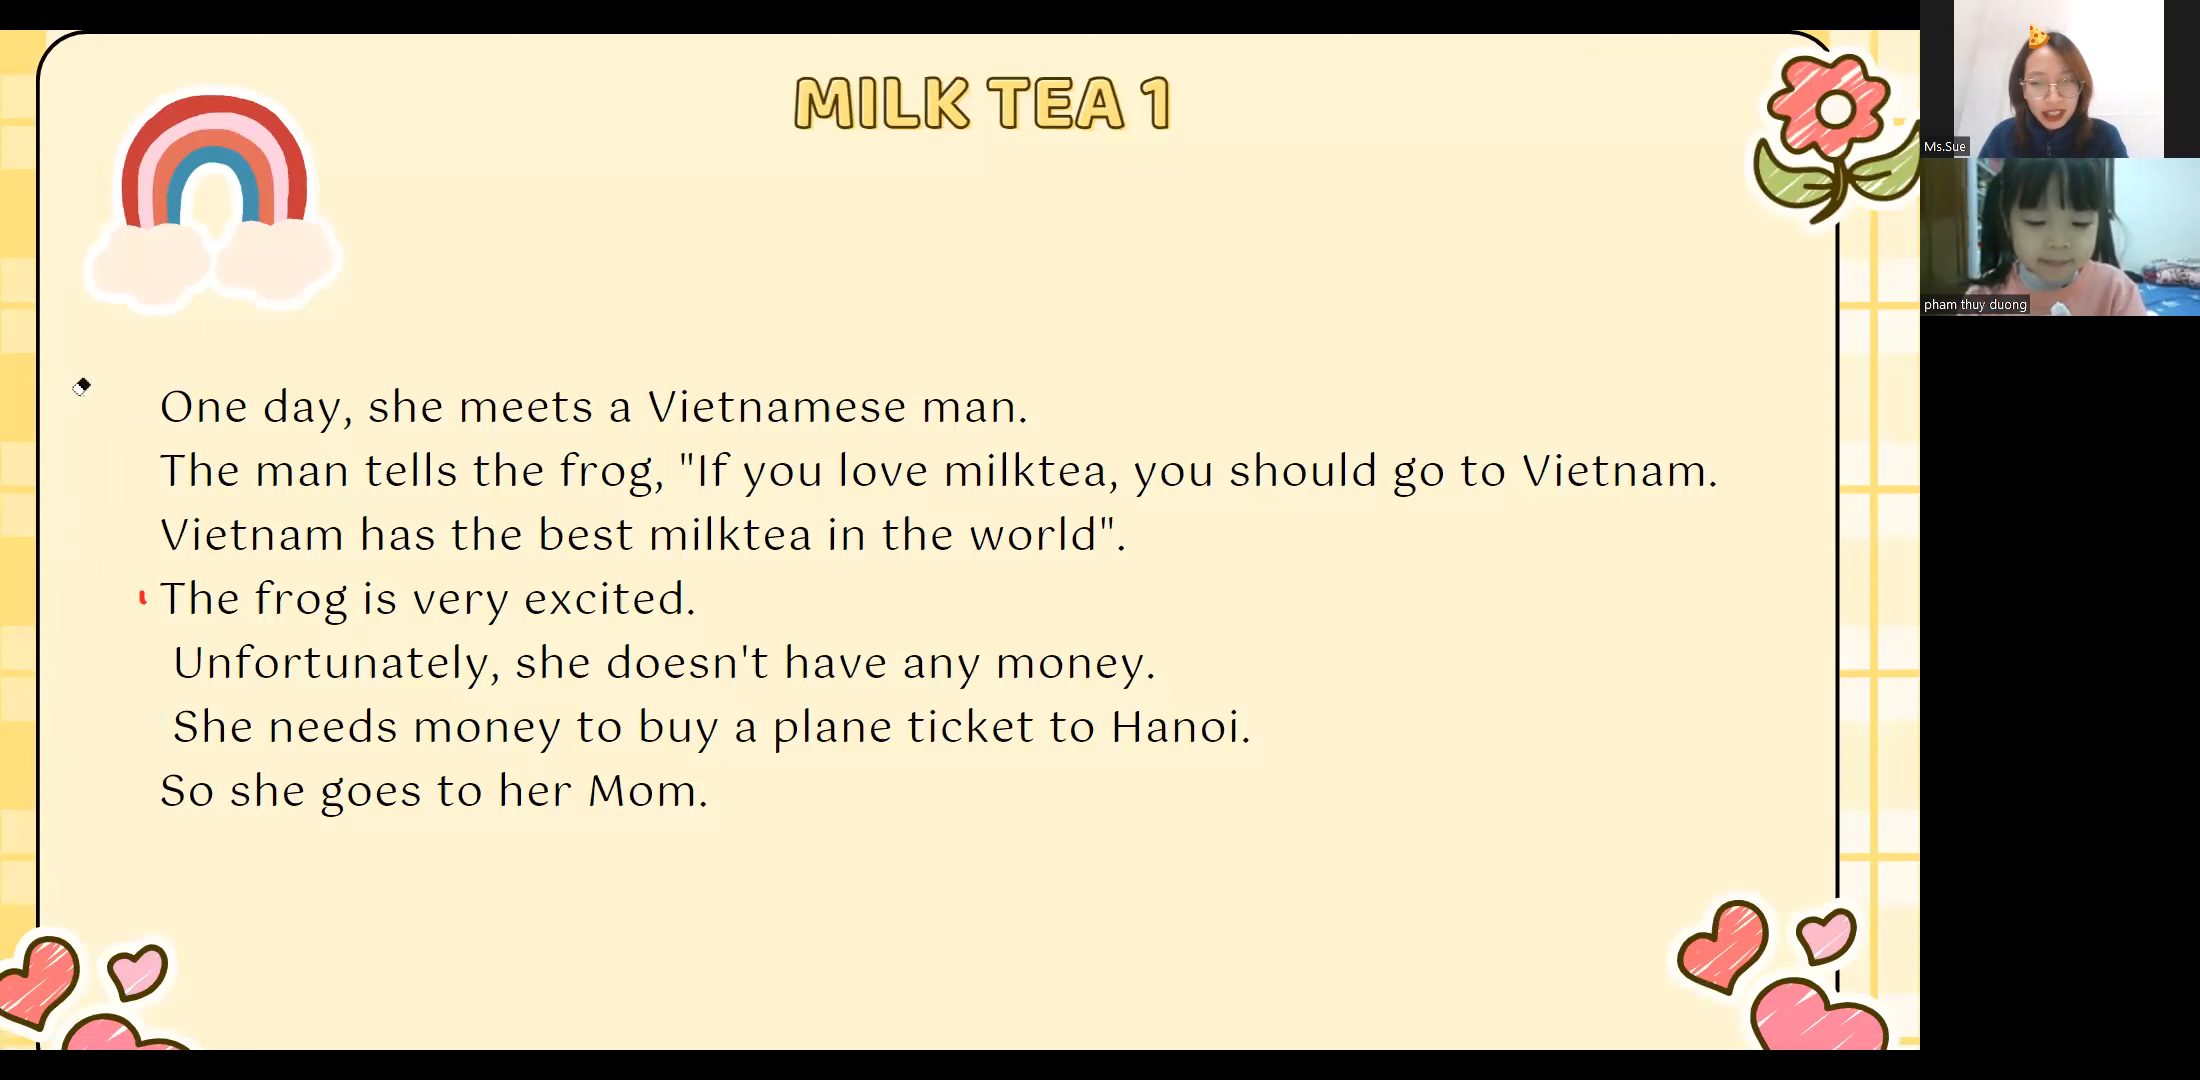 MILK TEA 1
One day, she meets a Vietnamese man.
The man tells the frog, "If you love milktea, you should go to Vietnam.
Vietnam has the best milktea in the world".
The frog is very excited.
Unfortunately, she doesn't have any money.
She needs money to buy a plane ticket to Hanoi.
So she goes to her Mom.
Ms.Sue
pham thuy duong